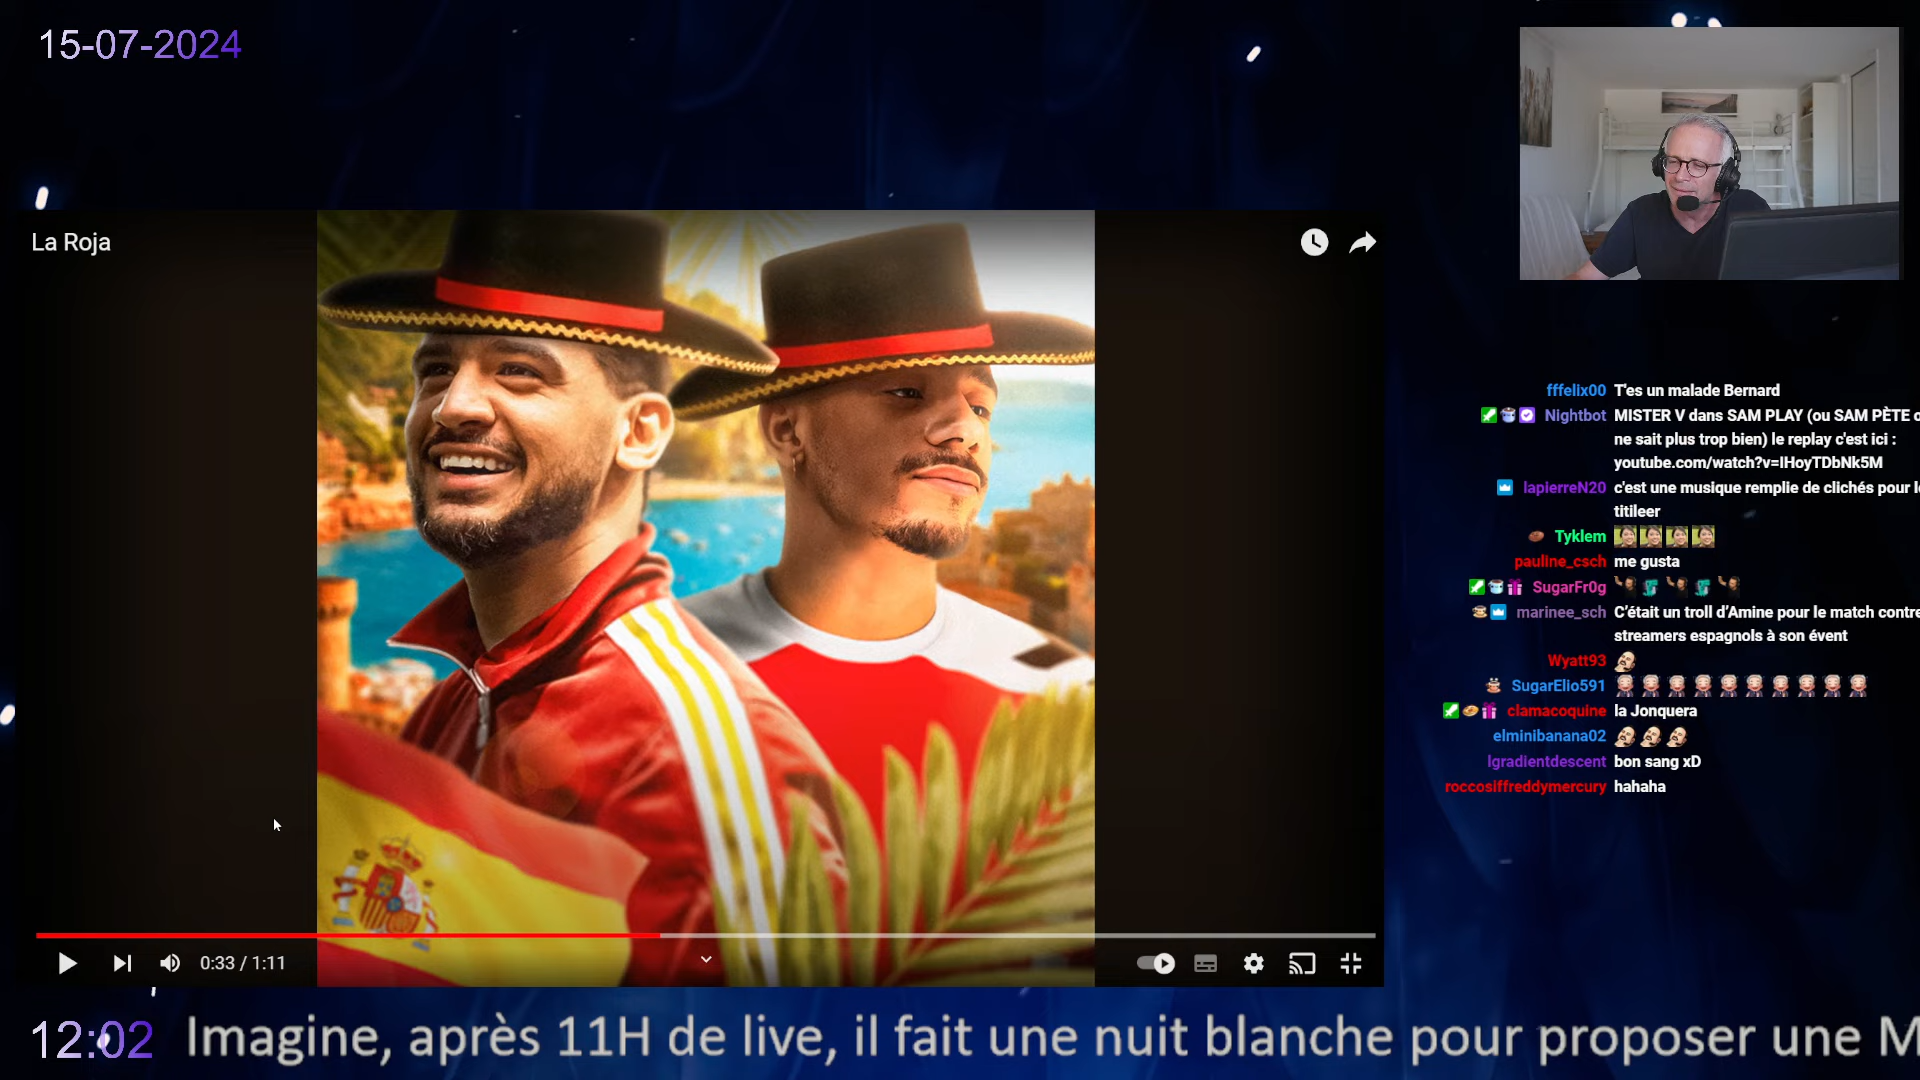 15-07-2024
La Roja
fffelix00 T'es un malade Bernard
Nightbot MISTER V dans SAM PLAY (ou SAM PÈTE
ne sait plus trop bien) le replay c'est ici :
youtube.com/watch?v=lHoyTDbNk5M
lapierreN20 c'est une musique remplie de clichés pour
titileer
Tyklem
pauline_csch me gusta
SugarFr0g
marinee_sch C'était un troll d'Amine pour le match contre
streamers espagnols à son évent
Wyatt93
SugarElio591
clamacoquine la Jonquera
elminibanana02
lgradientdescent bon sang xD
roccosiffreddymercury hahaha
0:33 / 1:11
12:02 Imagine, après 11H de live, il fait une nuit blanche pour proposer une M